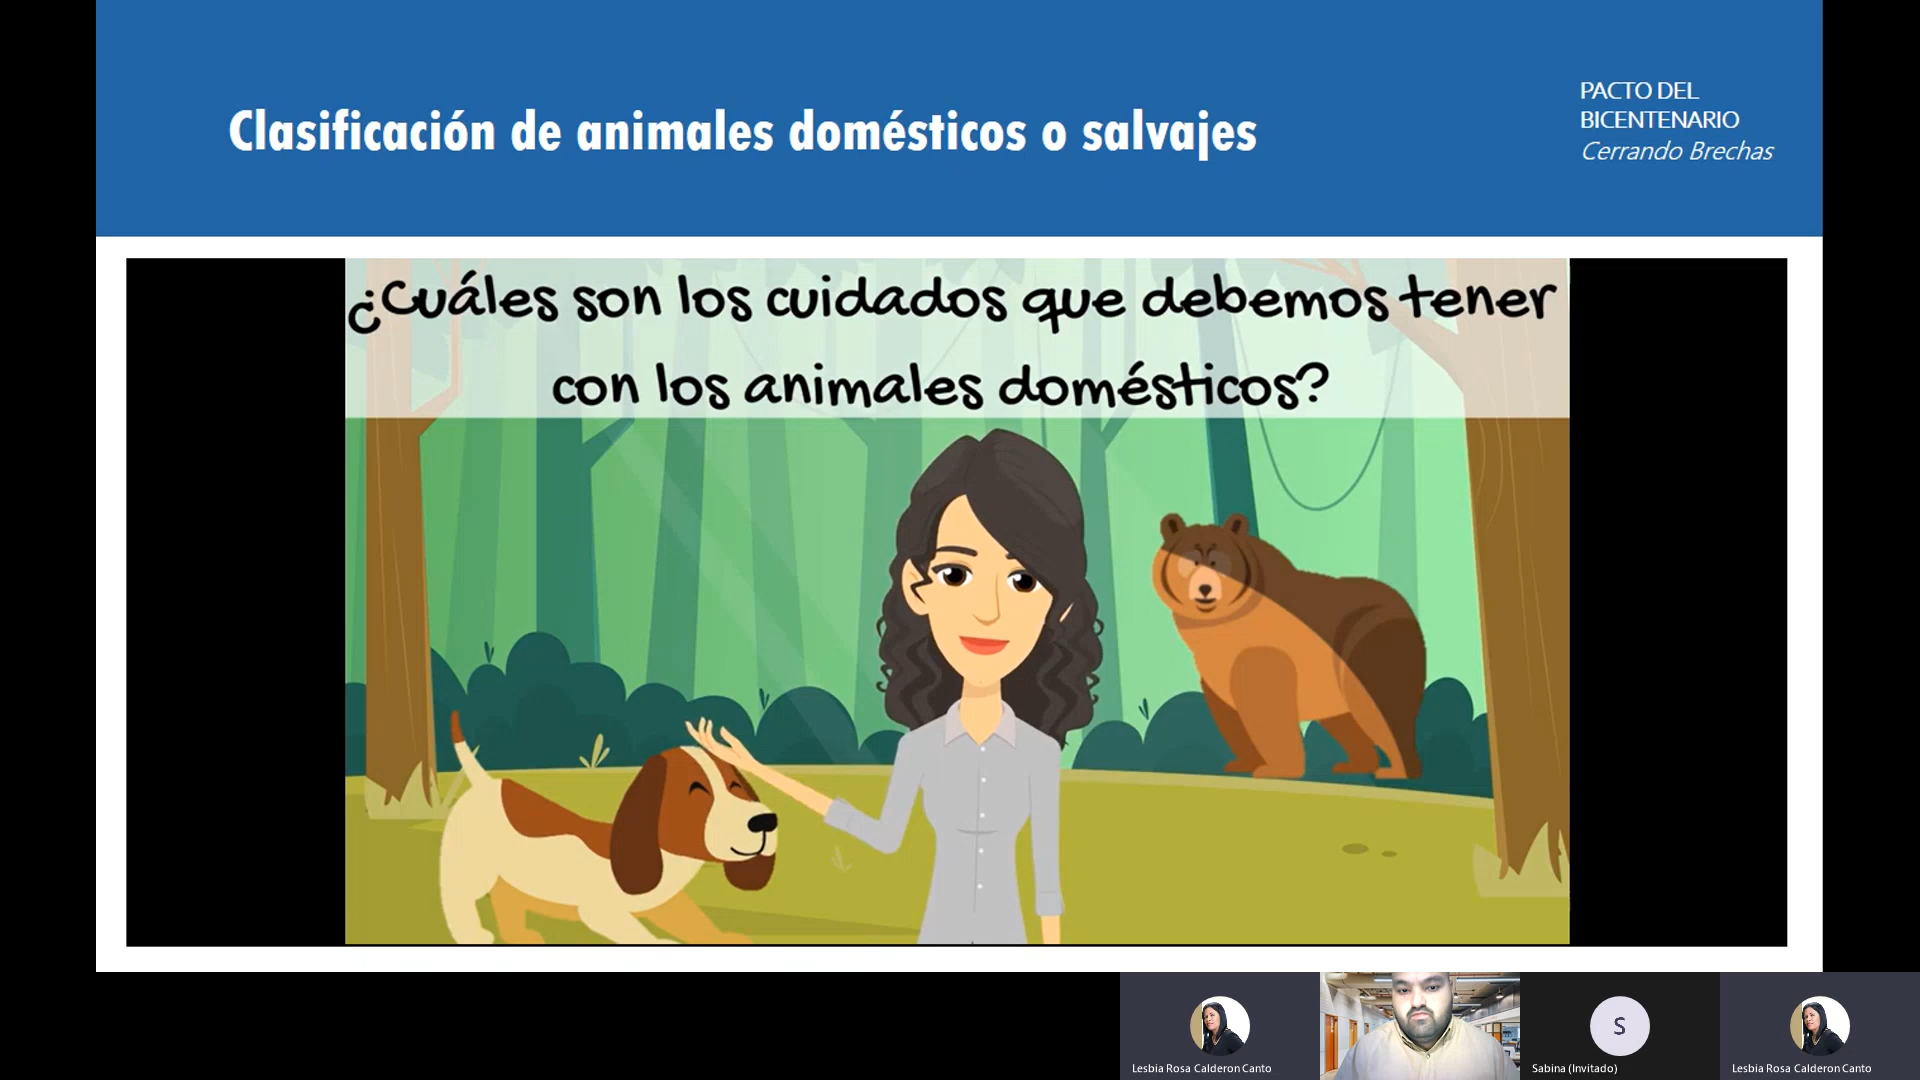 Clasificación de animales domésticos o salvajes
PACTO DEL
BICENTENARIO
Cerrando Brechas
¿Cuáles son los cuidados que debemos tener
con los animales domésticos?
S
Lesbia Rosa Calderon Canto
Sabina (Invitado)
Lesbia Rosa Calderon Canto